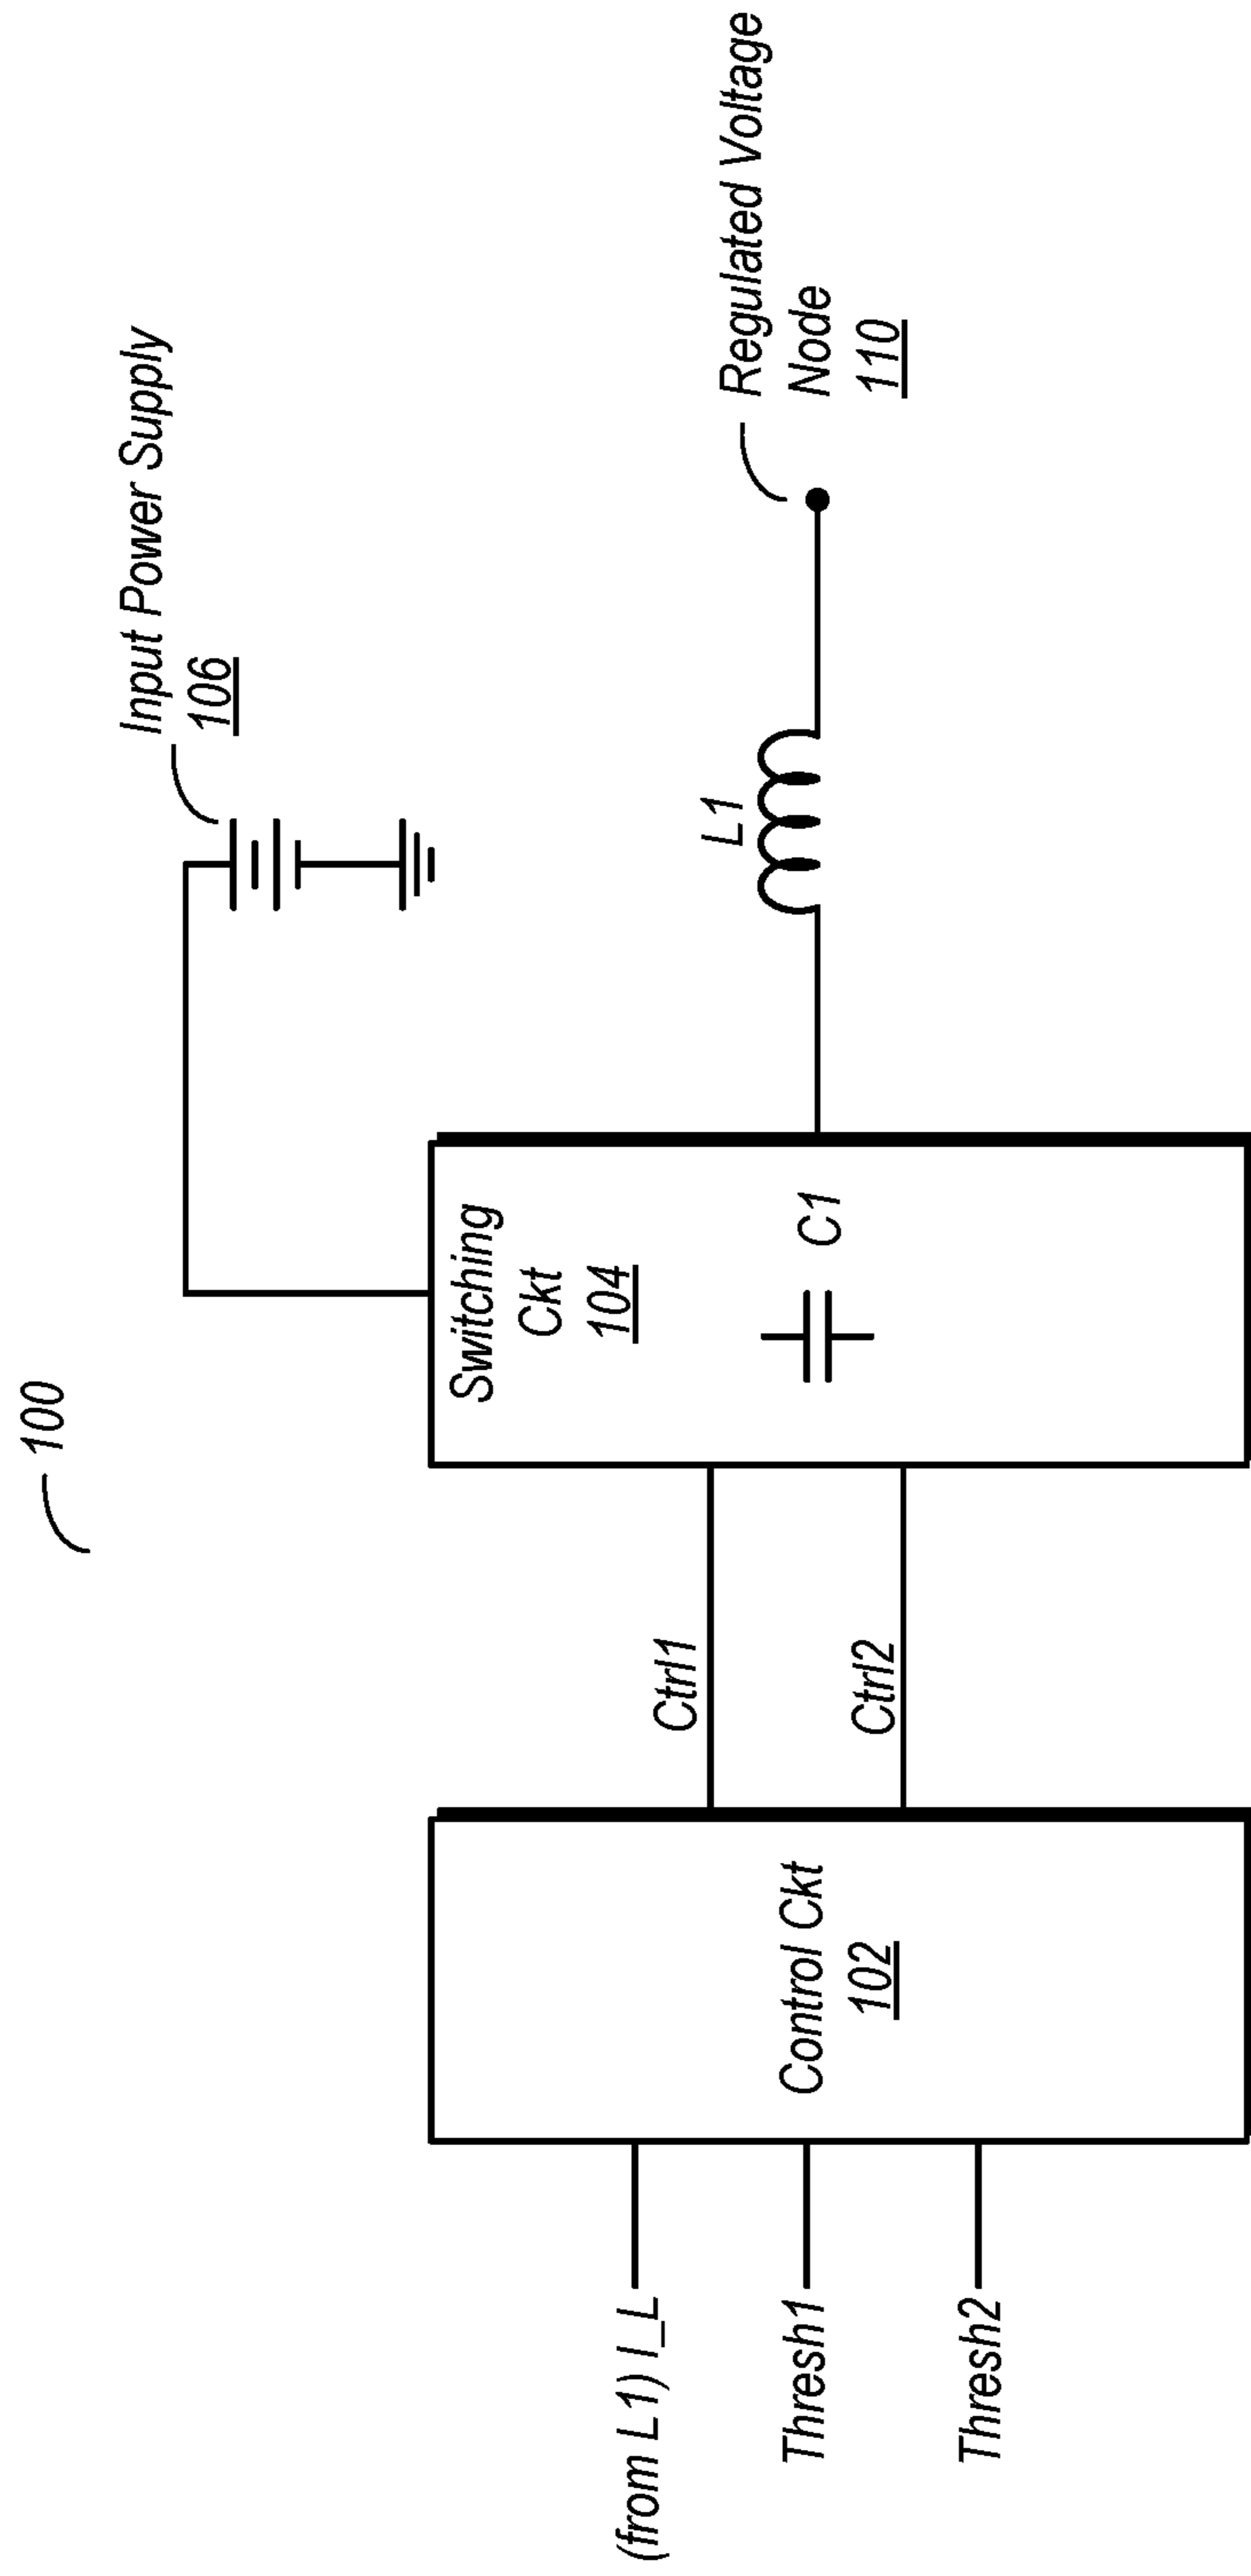 100
Input Power Supply
106
Switching
Ckt
104
C1
L1
Regulated Voltage
Node
110
Ctrl1
Ctrl2
Control Ckt
102
(from L1) I_L
Thresh1
Thresh2